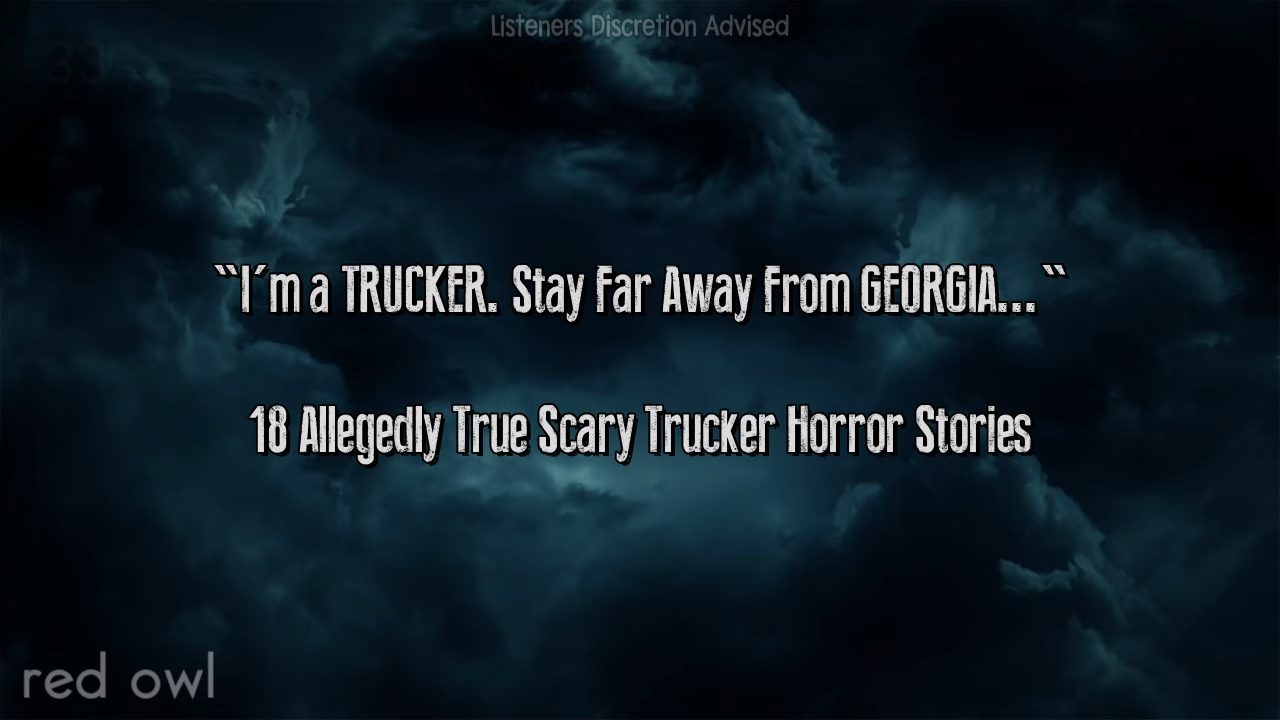 Listeners Discretion Advised
``I´m a TRUCKER. Stay Far Away From GEORGIA...``
18 Allegedly True Scary Trucker Horror Stories
red owl